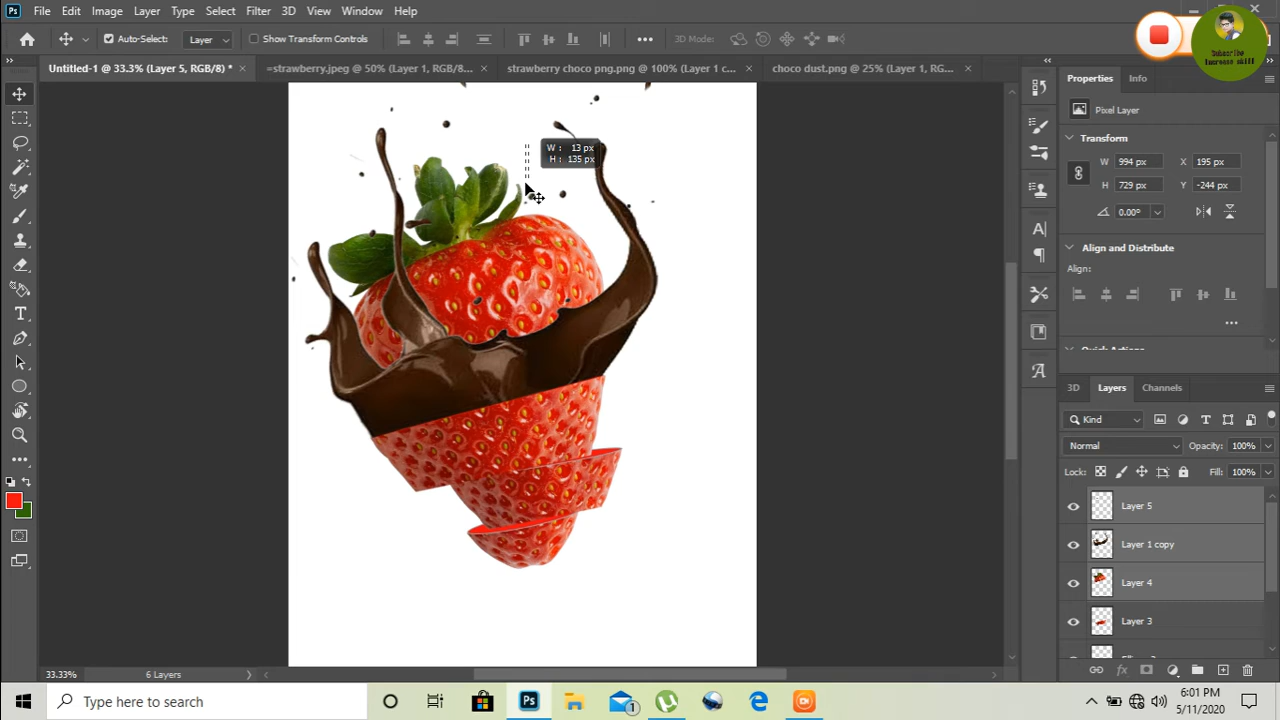 Ps File Edit Image Layer Type Select Filter 3D View Window Help
Auto-Select: Layer Show Transform Controls 3D Mode:
Subscribe
Increase skill
Untitled-1 @ 33.3% (Layer 5, RGB/8) * × =strawberry.jpeg @ 50% (Layer 1, RGB/8... × strawberry choco png.png @ 100% (Layer 1 c... × choco dust.png @ 25% (Layer 1, RG... ×
Properties Info
Pixel Layer
Transform
W 994 px X 195 px
H 729 px Y -244 px
0.00°
W : 13 px
H : 135 px
Align and Distribute
Align:
3D Layers Channels
Kind
Normal Opacity: 100%
Lock: Fill: 100%
Layer 5
Layer 1 copy
Layer 4
Layer 3
33.33% 6 Layers
Type here to search
Ps
1
6:01 PM
5/11/2020